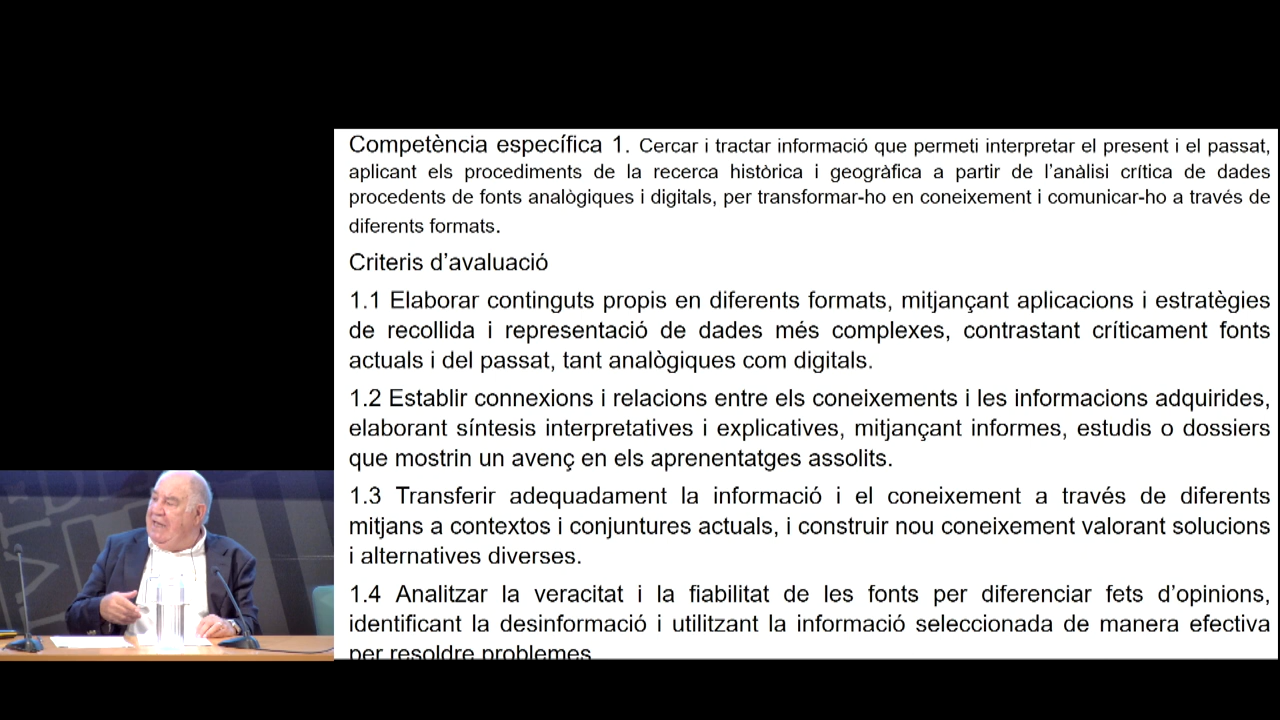 Competència específica 1. Cercar i tractar informació que permeti interpretar el present i el passat,
aplicant els procediments de la recerca històrica i geogràfica a partir de l’anàlisi crítica de dades
procedents de fonts analògiques i digitals, per transformar-ho en coneixement i comunicar-ho a través de
diferents formats.
Criteris d’avaluació
1.1 Elaborar continguts propis en diferents formats, mitjançant aplicacions i estratègies
de recollida i representació de dades més complexes, contrastant críticament fonts
actuals i del passat, tant analògiques com digitals.
1.2 Establir connexions i relacions entre els coneixements i les informacions adquirides,
elaborant síntesis interpretatives i explicatives, mitjançant informes, estudis o dossiers
que mostrin un avenç en els aprenentatges assolits.
1.3 Transferir adequadament la informació i el coneixement a través de diferents
mitjans a contextos i conjuntures actuals, i construir nou coneixement valorant solucions
i alternatives diverses.
1.4 Analitzar la veracitat i la fiabilitat de les fonts per diferenciar fets d’opinions,
identificant la desinformació i utilitzant la informació seleccionada de manera efectiva
per resoldre problemes